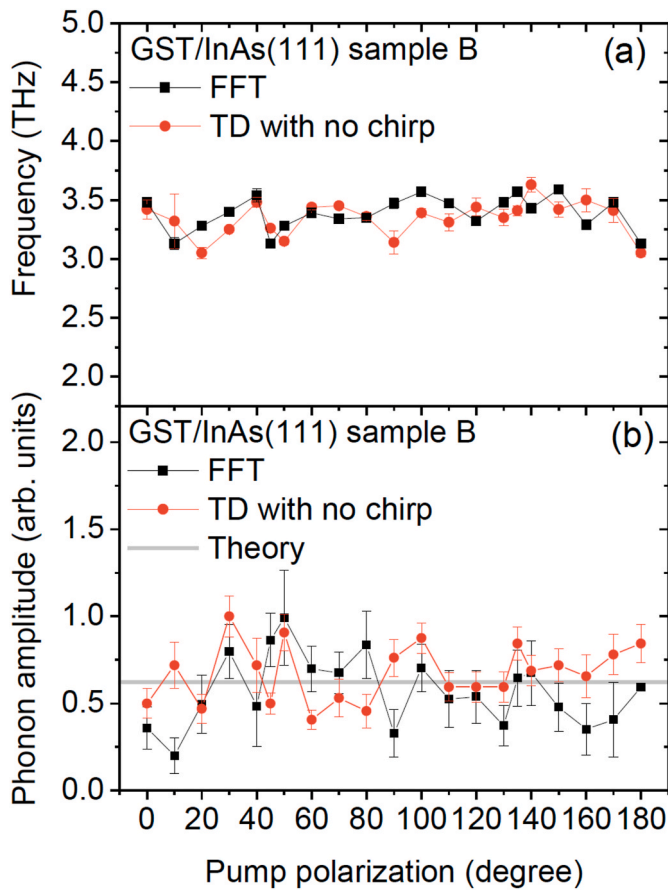 5.0
GST/InAs(111) sample B
(a)
FFT
4.5
TD with no chirp
4.0
3.5
3.0
2.5
2.0
Frequency (THz)
GST/InAs(111) sample B
(b)
2.0
FFT
TD with no chirp
1.5
Theory
1.0
0.5
0.0
Phonon amplitude (arb. units)
0 20 40 60 80 100 120 140 160 180
Pump polarization (degree)